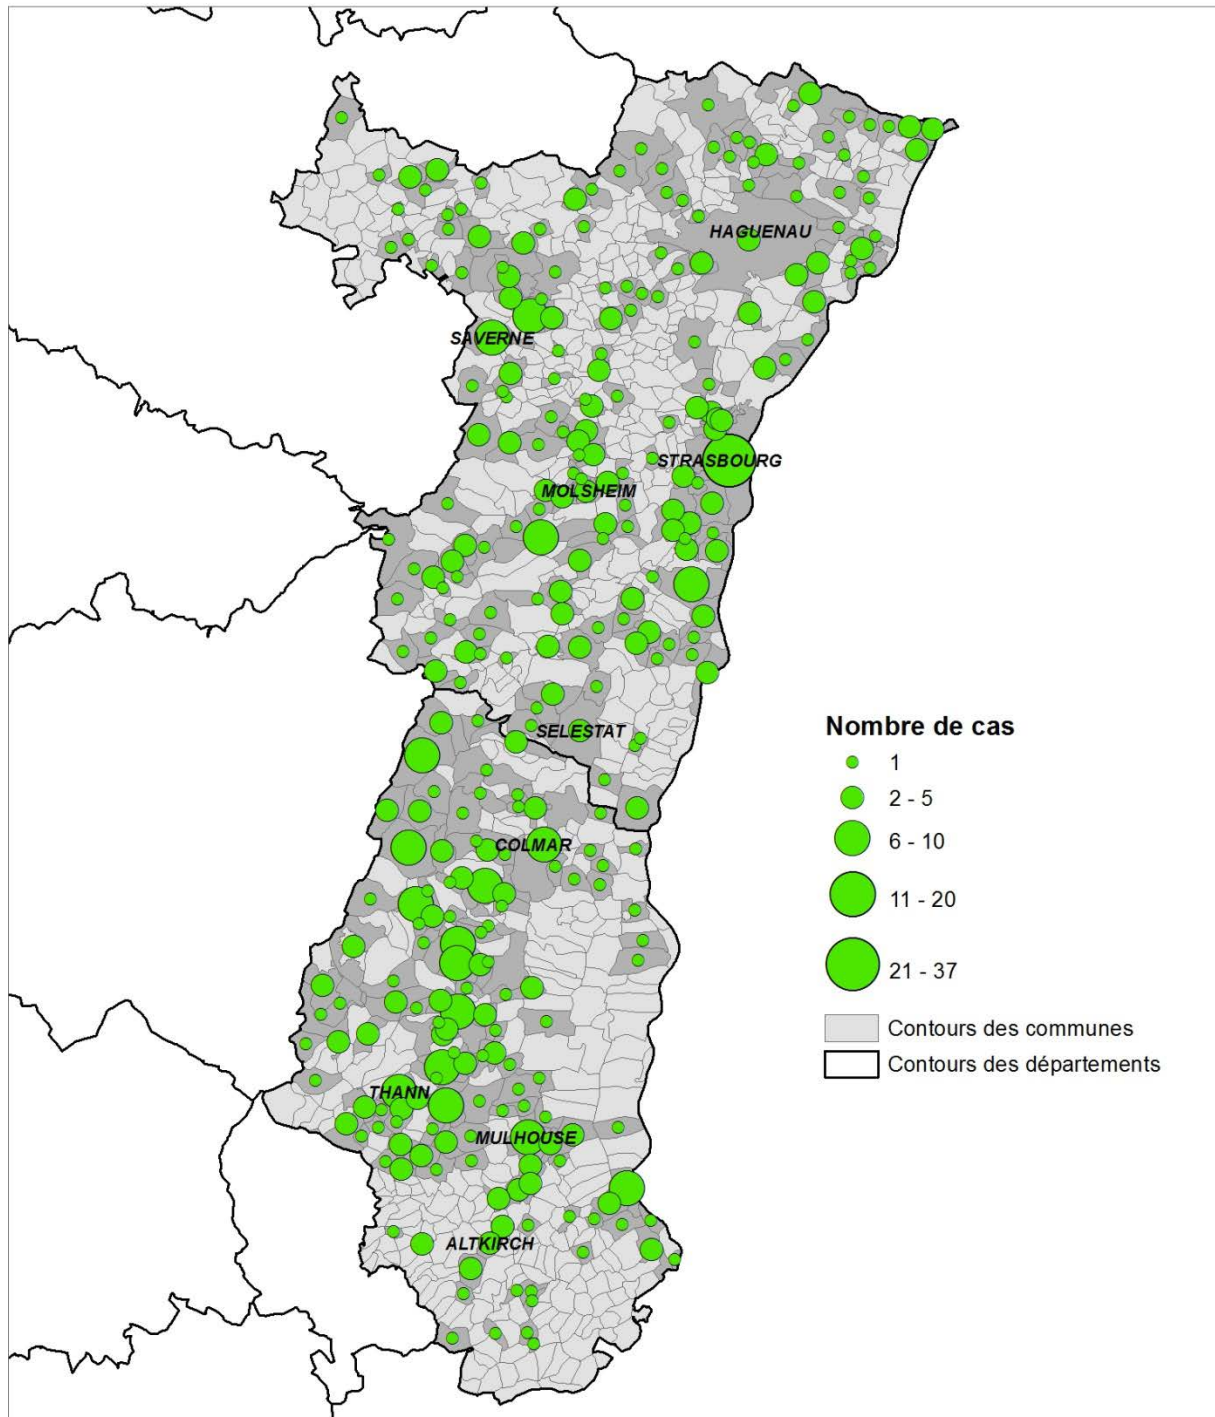 HAGUENAU
SAVERNE
STRASBOURG
MOLSHEIM
SELESTAT
Nombre de cas
1
2 - 5
6 - 10
COLMAR
11 - 20
21 - 37
Contours des communes
Contours des départements
THANN
MULHOUSE
ALTKIRCH